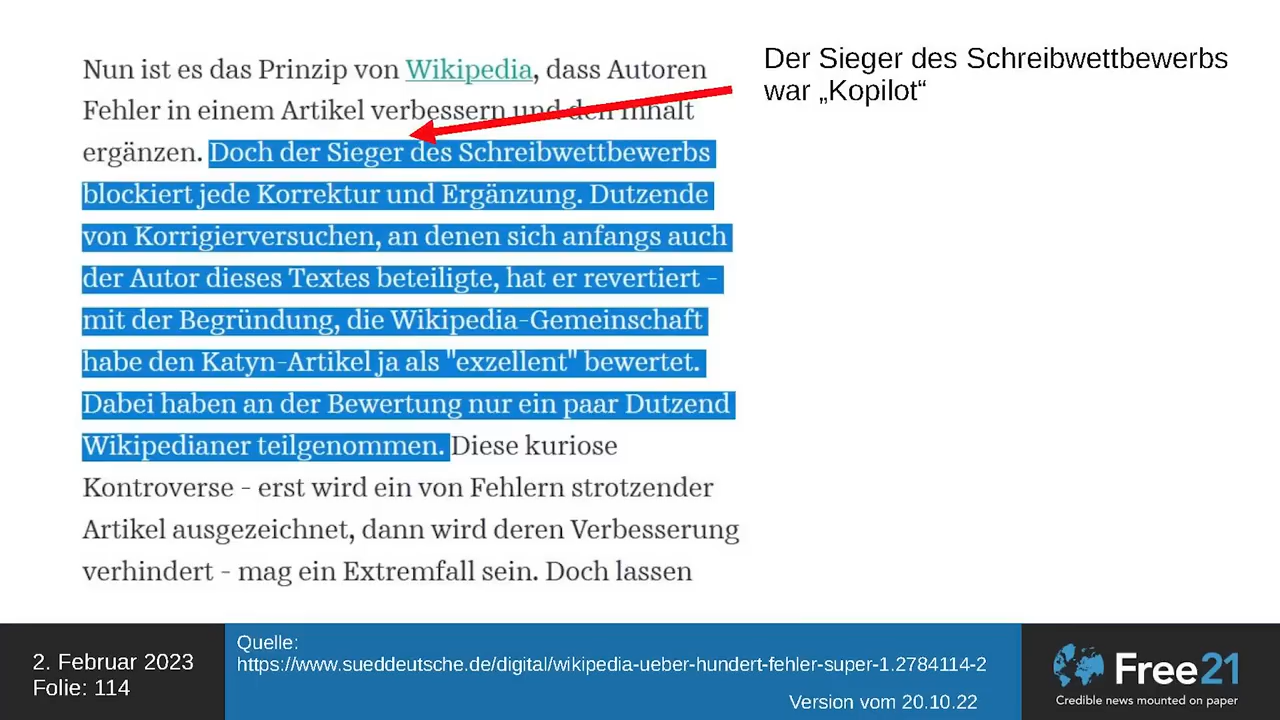 Nun ist es das Prinzip von Wikipedia, dass Autoren
Fehler in einem Artikel verbessern und den Inhalt
ergänzen. Doch der Sieger des Schreibwettbewerbs
blockiert jede Korrektur und Ergänzung. Dutzende
von Korrigierversuchen, an denen sich anfangs auch
der Autor dieses Textes beteiligte, hat er revertiert -
mit der Begründung, die Wikipedia-Gemeinschaft
habe den Katyn-Artikel ja als "exzellent" bewertet.
Dabei haben an der Bewertung nur ein paar Dutzend
Wikipedianer teilgenommen. Diese kuriose
Kontroverse - erst wird ein von Fehlern strotzender
Artikel ausgezeichnet, dann wird deren Verbesserung
verhindert - mag ein Extremfall sein. Doch lassen
Der Sieger des Schreibwettbewerbs
war „Kopilot“
2. Februar 2023
Folie: 114
Quelle:
https://www.sueddeutsche.de/digital/wikipedia-ueber-hundert-fehler-super-1.2784114-2
Version vom 20.10.22
Free21
Credible news mounted on paper